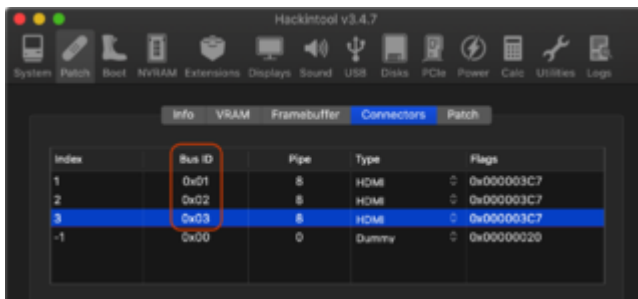 Hackintool v3.4.7
System Patch Boot NVRAM Extensions Displays Sound USB Disks PCIe Power Calc Utilities Logs
Info VRAM Framebuffer Connectors Patch
Index Bus ID Pipe Type Flags
1 0x01 8 HDMI 0x000003C7
2 0x02 8 HDMI 0x000003C7
3 0x03 8 HDMI 0x000003C7
-1 0x00 0 Dummy 0x00000020